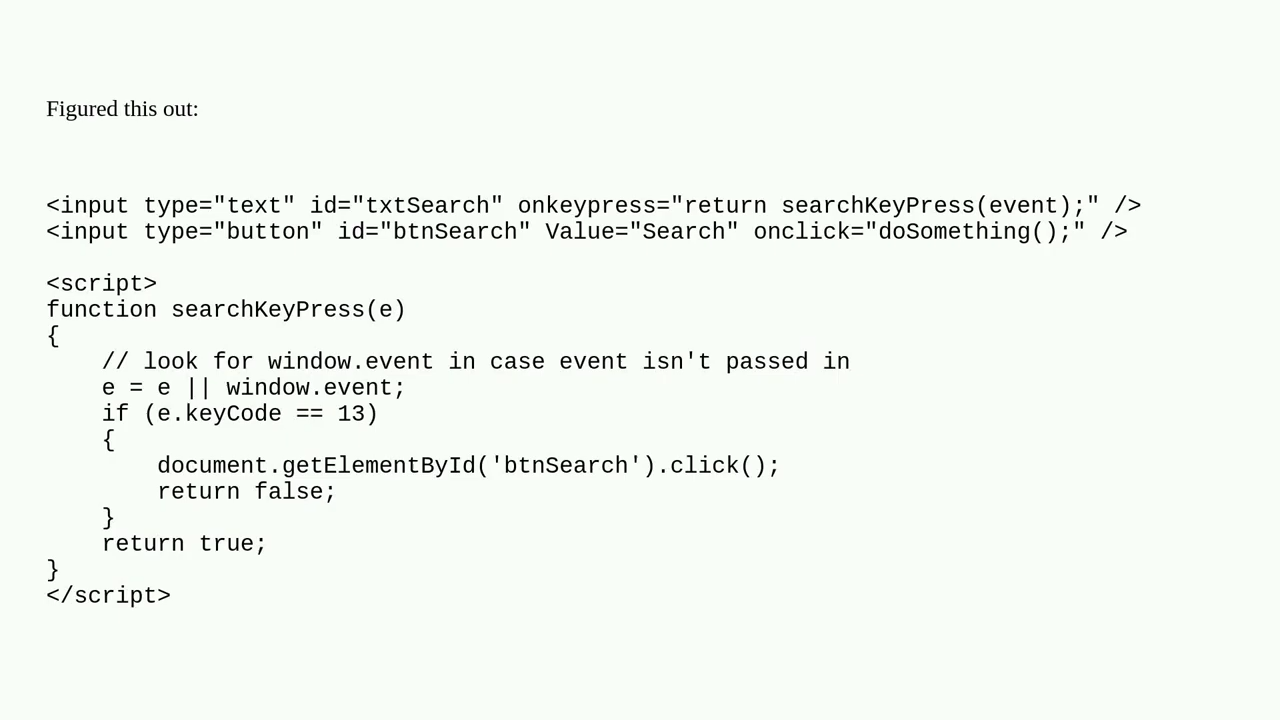 Figured this out:
<input type="text" id="txtSearch" onkeypress="return searchKeyPress(event);" />
<input type="button" id="btnSearch" Value="Search" onclick="doSomething();" />
<script>
function searchKeyPress(e)
{
    // look for window.event in case event isn't passed in
    e = e || window.event;
    if (e.keyCode == 13)
    {
        document.getElementById('btnSearch').click();
        return false;
    }
    return true;
}
</script>